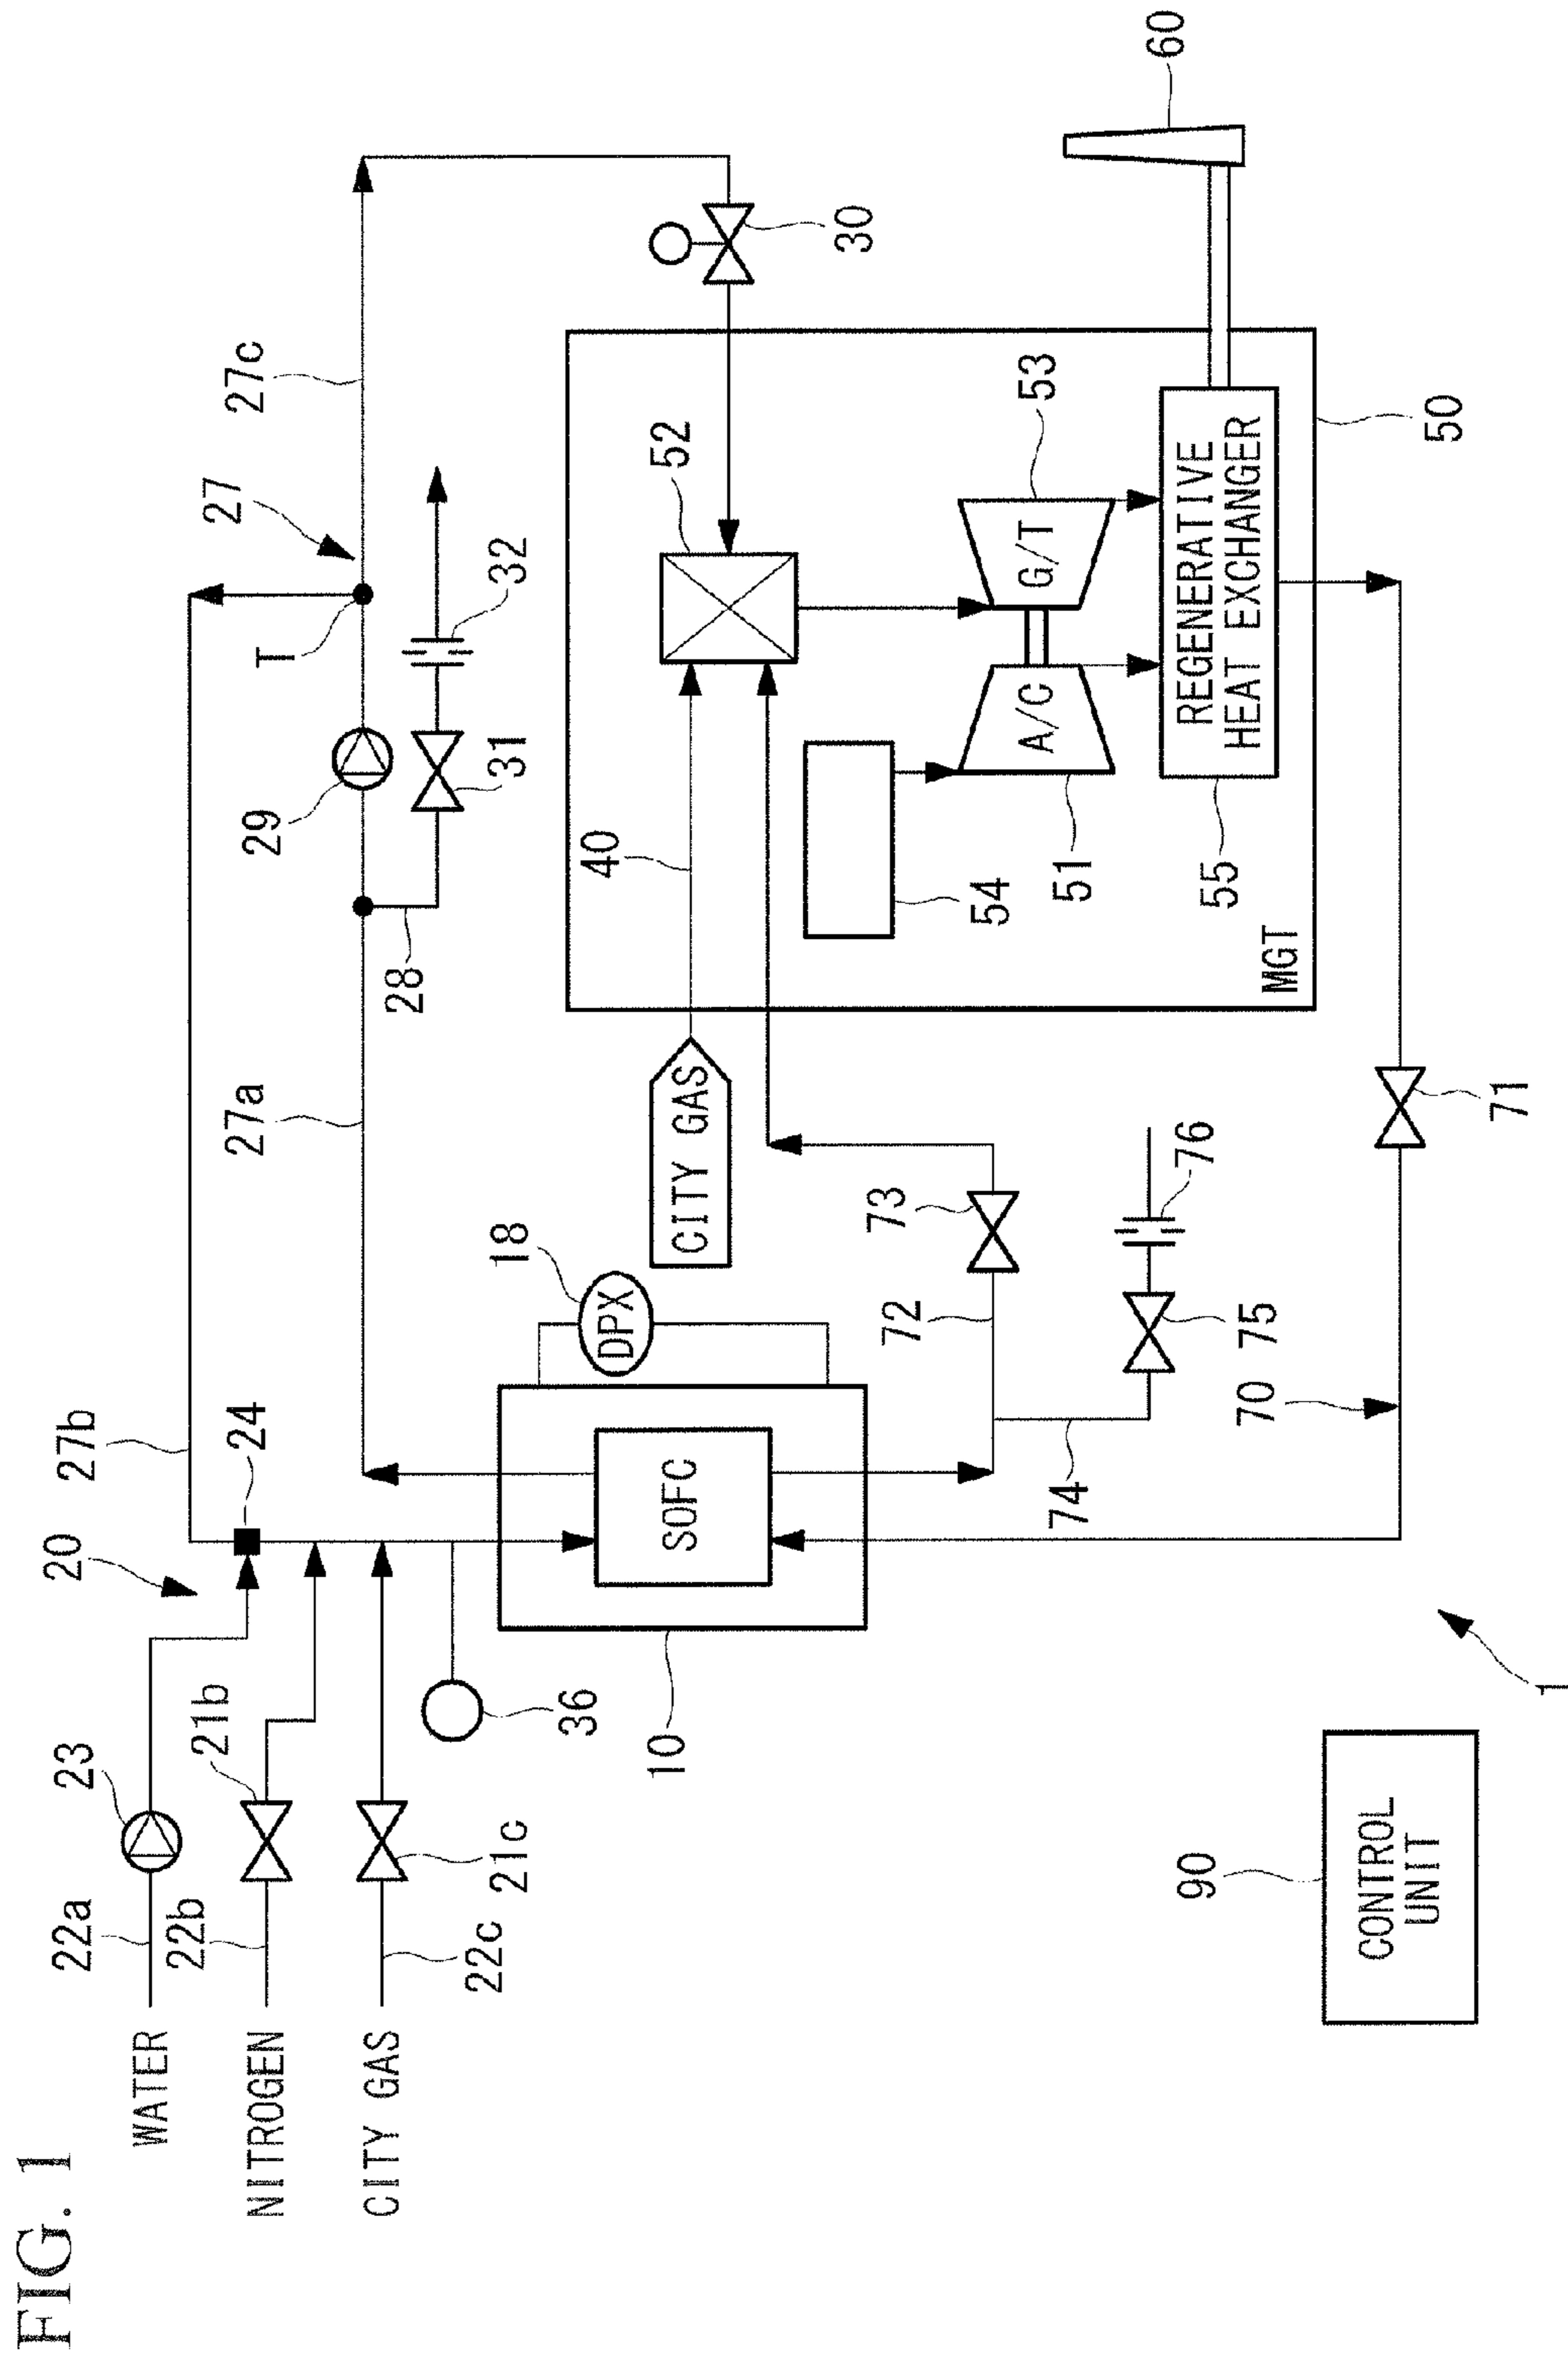 FIG. 1
20
27b
24
27a
27
27c
T
29
28
31
32
30
60
WATER
22a
23
NITROGEN
22b
21b
CITY GAS
22c
21c
36
10
SOFC
DPX
18
CITY GAS
40
52
54
A/C
51
G/T
53
REGENERATIVE
HEAT EXCHANGER
55
MGT
50
72
73
74
75
76
70
71
90
CONTROL
UNIT
1